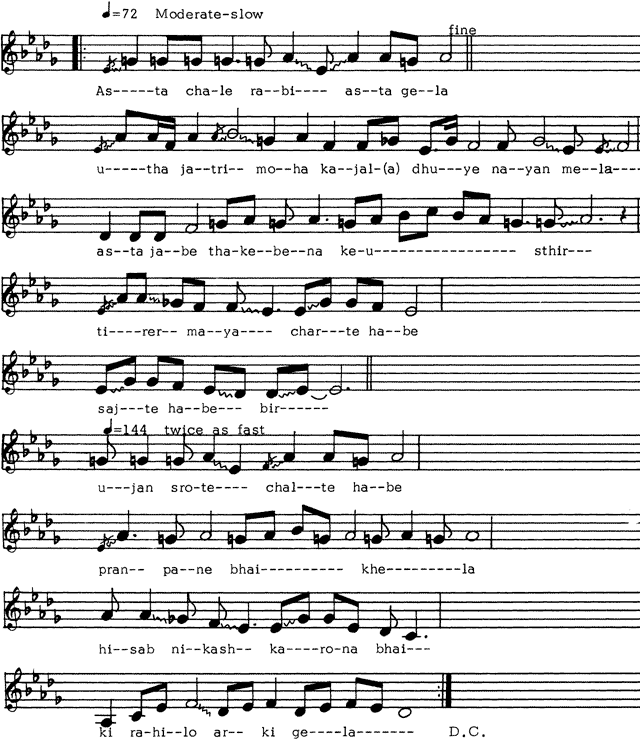 ♩=72 Moderate-slow
fine
As-----ta cha-le ra-bi---- as-ta ge-la
u-----tha ja--tri-- mo--ha ka-jal-(a) dhu---ye na--yan me-la----
as--ta ja--be tha-ke--be--na ke-u----------------- sthir---
ti----rer-- ma--ya---- char--te ha--be
saj---te ha-be--- bir------
♩=144 twice as fast
u---jan sro-te---- chal--te ha--be
pran-- pa--ne bhai---------- khe---------la
hi--sab ni-kash-- ka---ro-na bhai---
ki ra-hi--lo ar-- ki ge---la-------
D.C.